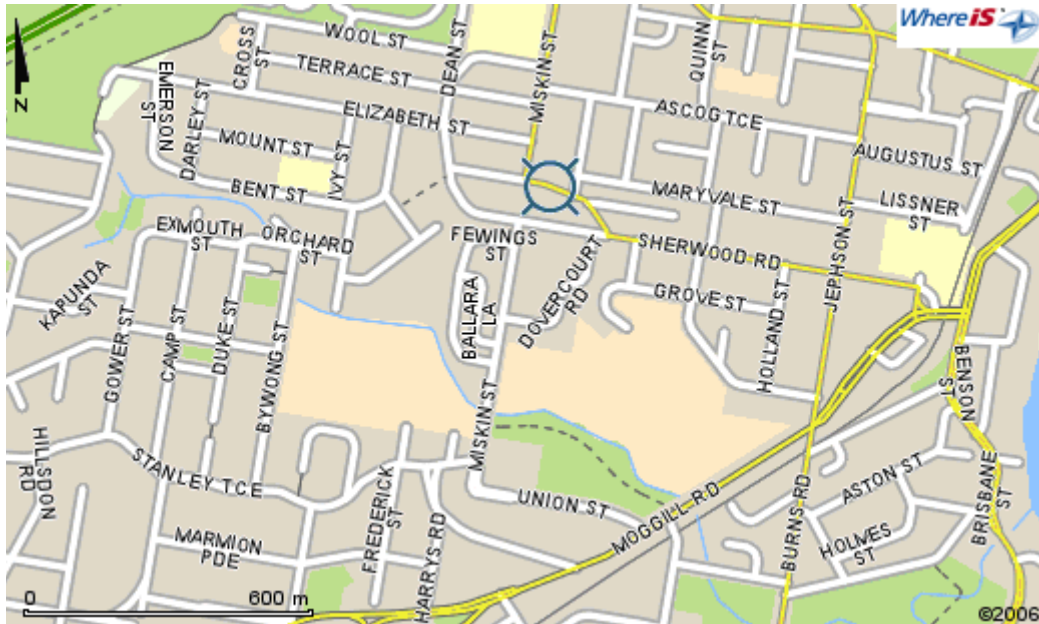 WhereiS
N
WOOL ST
CROSS ST
TERRACE ST
DEAN ST
MISKIN ST
QUINN ST
EMERSON ST
DARLEY ST
ELIZABETH ST
ASCOG TCE
MOUNT ST
IVY ST
AUGUSTUS ST
BENT ST
MARYVALE ST
LISSNER ST
EXMOUTH ST
ORCHARD ST
FEWINGS ST
SHERWOOD RD
JEPHSON ST
KAPUNDA ST
GOWER ST
CAMP ST
DUKE ST
BYWONG ST
BALLARA LA
DOVERCOURT RD
GROVE ST
HOLLAND ST
BENSON ST
MISKIN ST
HILLSDON RD
STANLEY TCE
FREDERICK ST
UNION ST
MOGGILL RD
ASTON ST
BRISBANE ST
MARMION PDE
HARRYS RD
BURNS RD
HOLMES ST
0
600 m
©2006